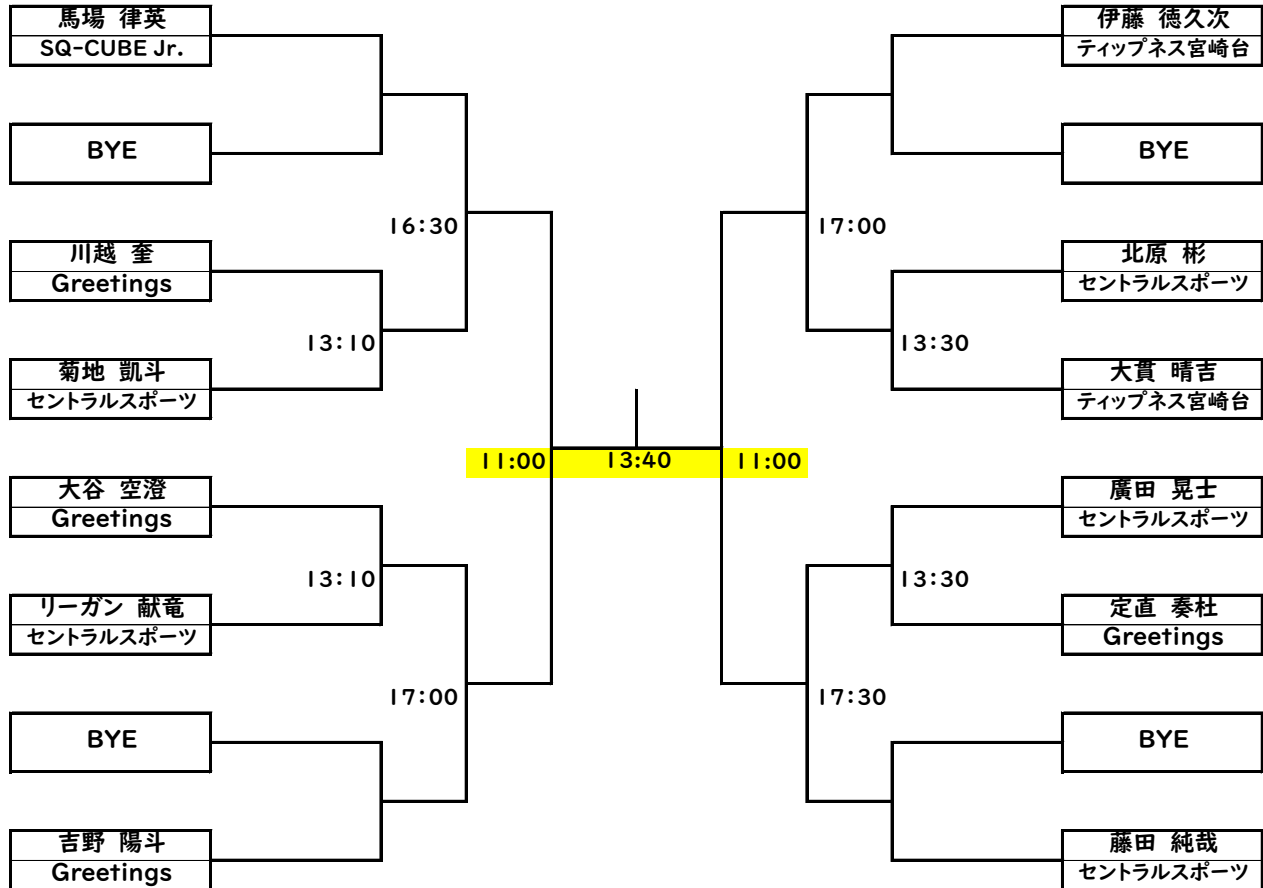 馬場 律英
SQ-CUBE Jr.
BYE
16:30
川越 奎
Greetings
13:10
菊地 凱斗
セントラルスポーツ
11:00
大谷 空澄
Greetings
13:10
リーガン 献竜
セントラルスポーツ
17:00
BYE
吉野 陽斗
Greetings
13:40
伊藤 徳久次
ティップネス宮崎台
BYE
17:00
北原 彬
セントラルスポーツ
13:30
大貫 晴吉
ティップネス宮崎台
11:00
廣田 晃士
セントラルスポーツ
13:30
定直 奏杜
Greetings
17:30
BYE
藤田 純哉
セントラルスポーツ